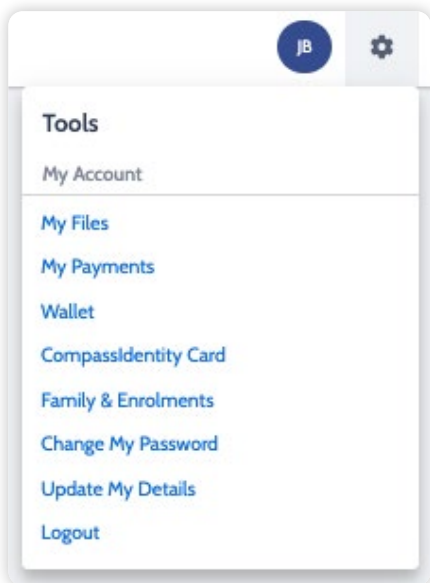 JB
Tools
My Account
My Files
My Payments
Wallet
CompassIdentity Card
Family & Enrolments
Change My Password
Update My Details
Logout